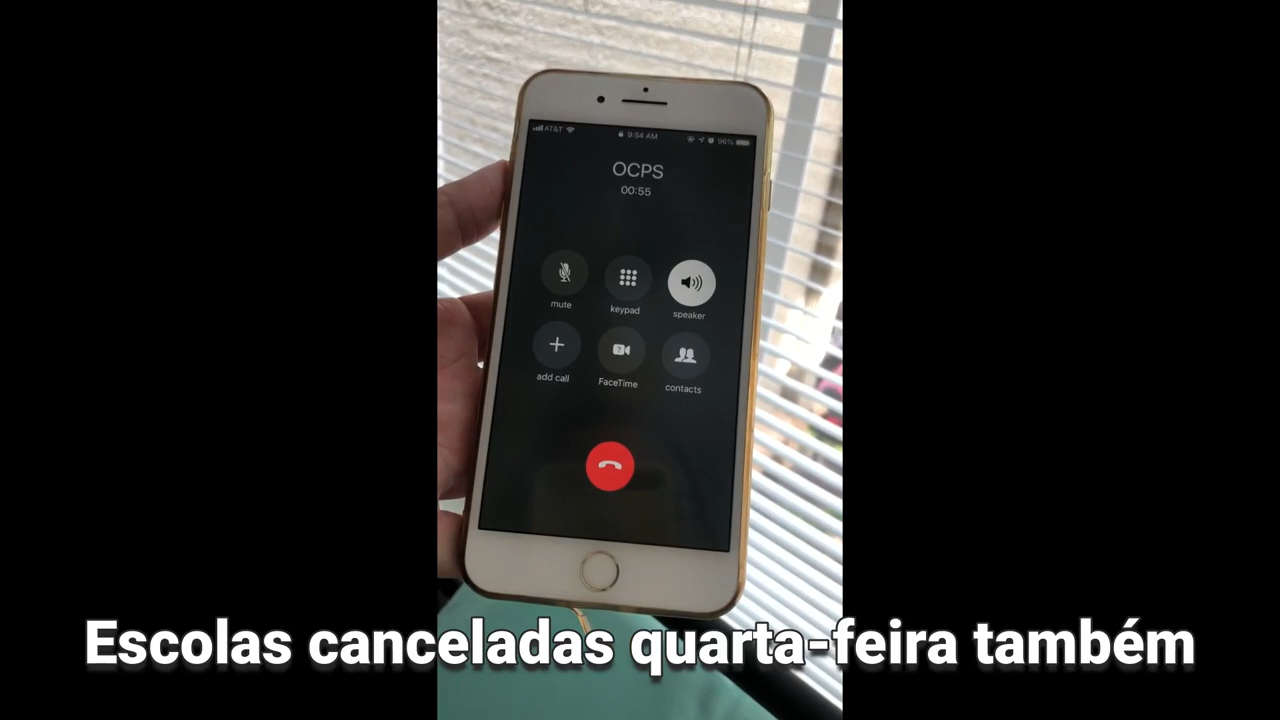 AT&T 9:54 AM 96%
OCPS
00:55
mute keypad speaker
add call FaceTime contacts
Escolas canceladas quarta-feira também